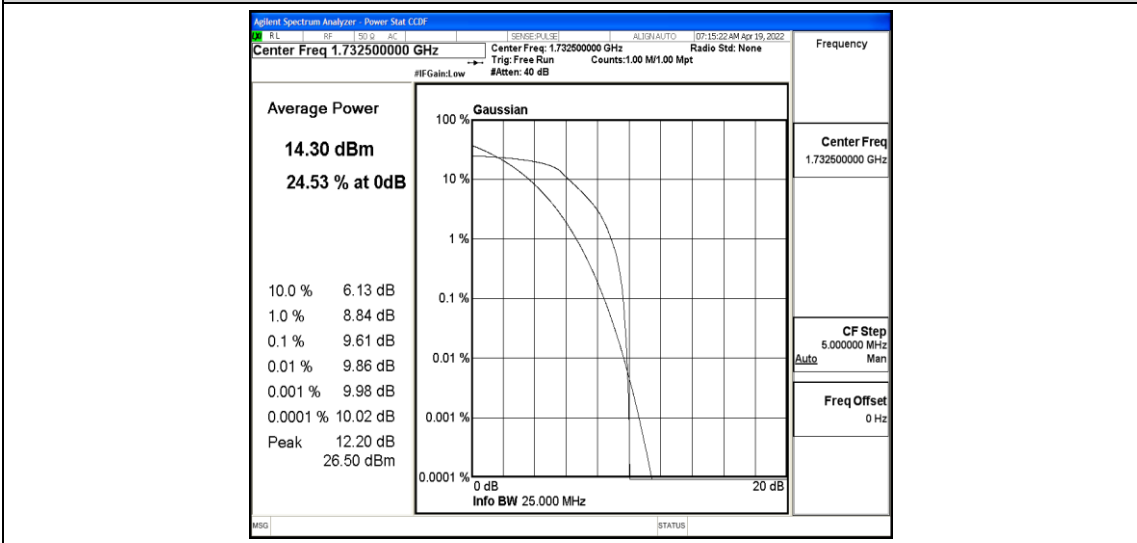 Agilent Spectrum Analyzer - Power Stat CCDF
LXI RL RF 50 Ω AC SENSE:PULSE ALIGN AUTO 07:15:22 AM Apr 19, 2022
Center Freq 1.732500000 GHz
Center Freq: 1.732500000 GHz Radio Std: None
Trig: Free Run Counts:1.00 M/1.00 Mpt
#IFGain:Low #Atten: 40 dB
Frequency
Average Power
14.30 dBm
24.53 % at 0dB
10.0 % 6.13 dB
1.0 % 8.84 dB
0.1 % 9.61 dB
0.01 % 9.86 dB
0.001 % 9.98 dB
0.0001 % 10.02 dB
Peak 12.20 dB
26.50 dBm
Gaussian
100 %
10 %
1 %
0.1 %
0.01 %
0.001 %
0.0001 %
0 dB 20 dB
Info BW 25.000 MHz
Center Freq
1.732500000 GHz
CF Step
5.000000 MHz
Auto Man
Freq Offset
0 Hz
MSG STATUS